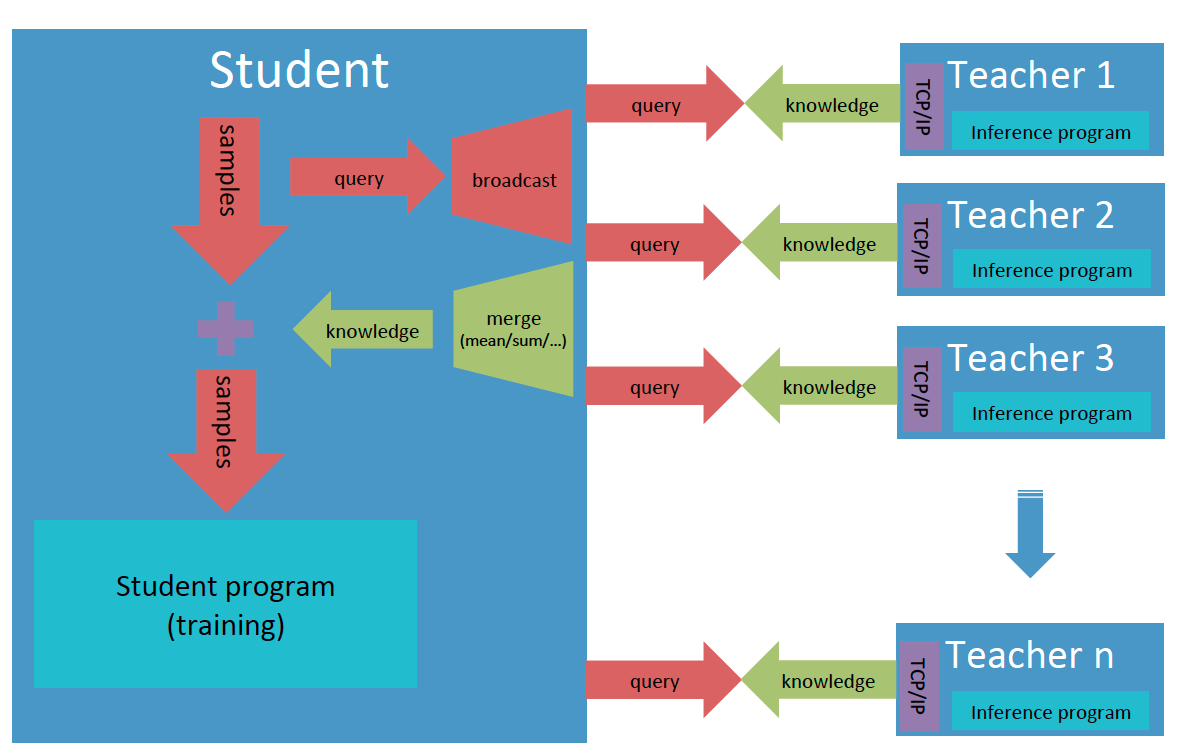 Student
samples
query
broadcast
knowledge
merge
(mean/sum/...)
samples
Student program
(training)
query
knowledge
TCP/IP
Teacher 1
Inference program
query
knowledge
TCP/IP
Teacher 2
Inference program
query
knowledge
TCP/IP
Teacher 3
Inference program
query
knowledge
TCP/IP
Teacher n
Inference program